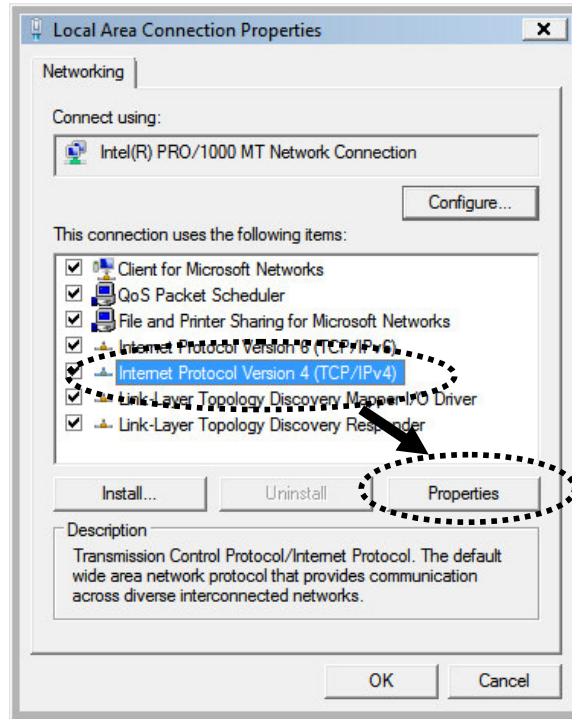 Local Area Connection Properties
Networking
Connect using:
Intel(R) PRO/1000 MT Network Connection
Configure...
This connection uses the following items:
Client for Microsoft Networks
QoS Packet Scheduler
File and Printer Sharing for Microsoft Networks
Internet Protocol Version 6 (TCP/IPv6)
Internet Protocol Version 4 (TCP/IPv4)
Link-Layer Topology Discovery Mapper I/O Driver
Link-Layer Topology Discovery Responder
Install...
Uninstall
Properties
Description
Transmission Control Protocol/Internet Protocol. The default
wide area network protocol that provides communication
across diverse interconnected networks.
OK
Cancel